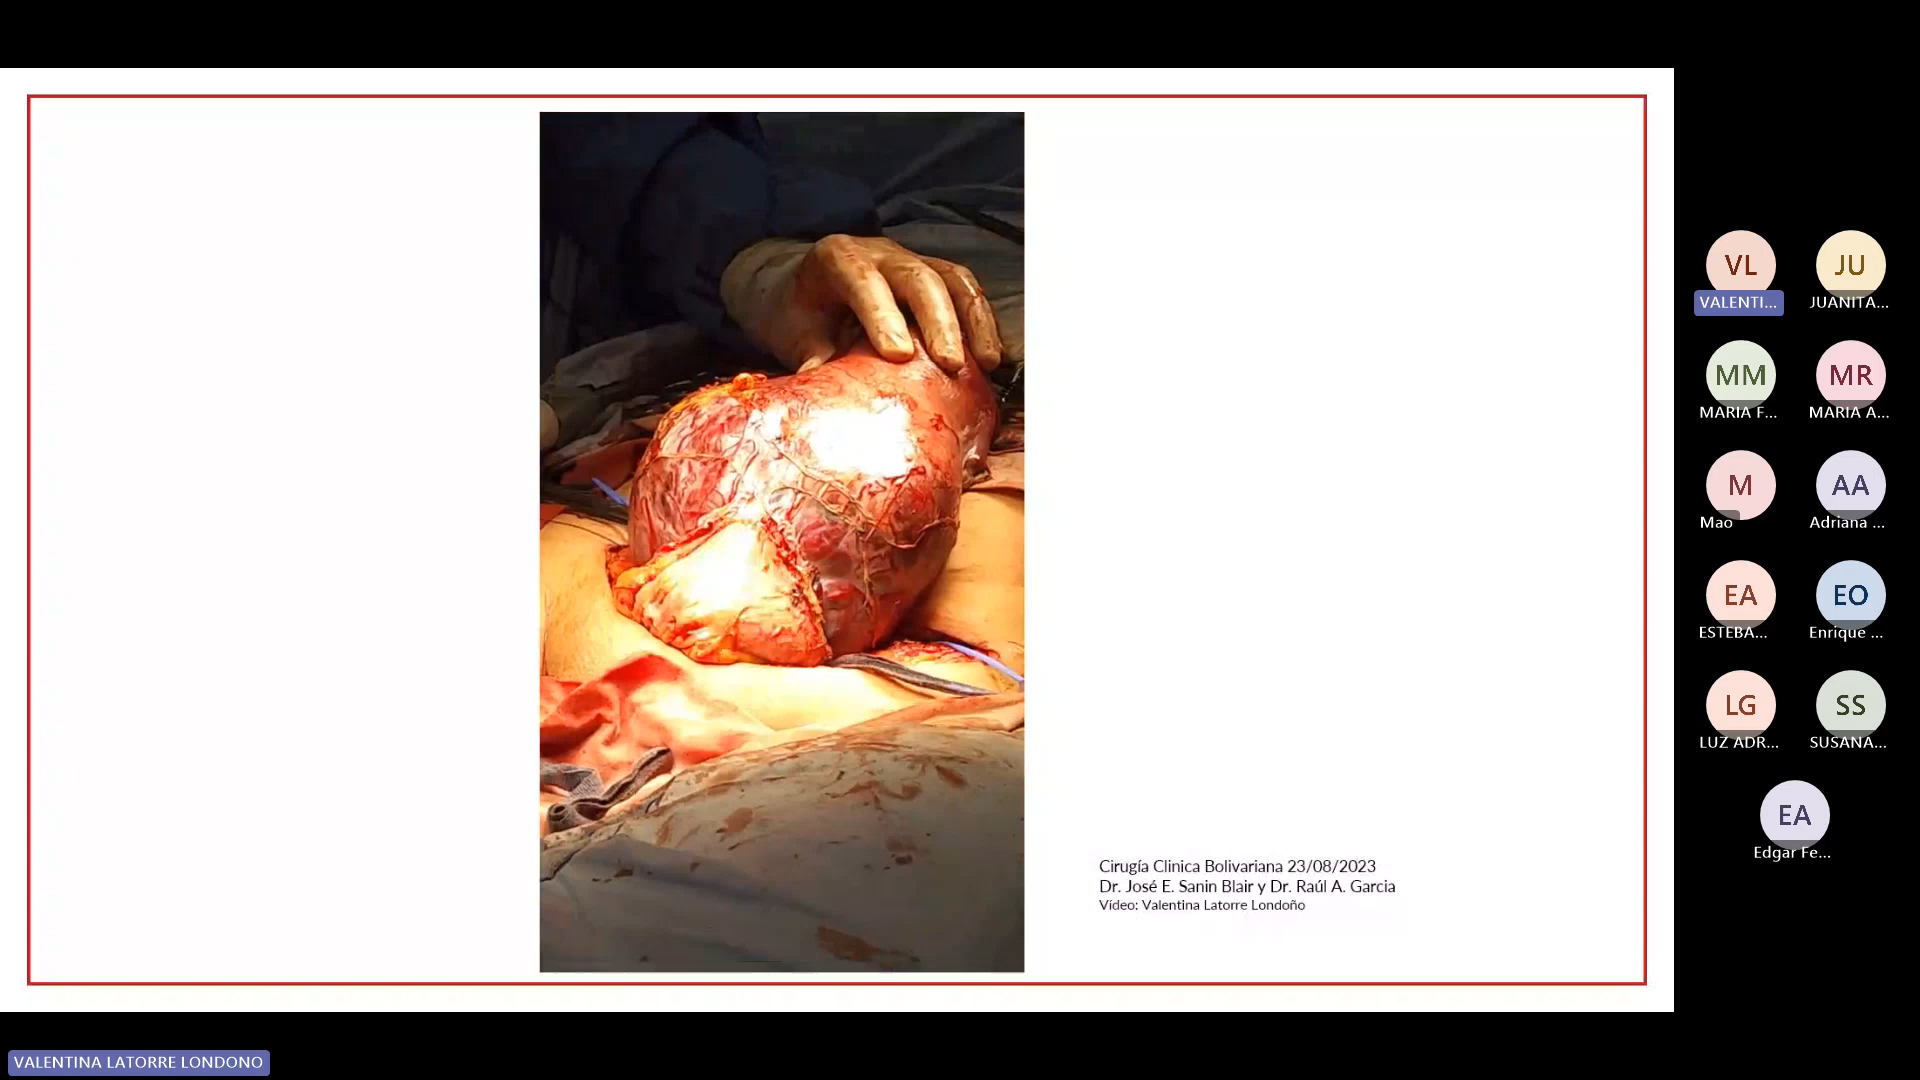 VL
VALENTI...
JU
JUANITA...
MM
MARIA F...
MR
MARIA A...
M
Mao
AA
Adriana ...
EA
ESTEBA...
EO
Enrique ...
LG
LUZ ADR...
SS
SUSANA...
EA
Edgar Fe...
Cirugía Clinica Bolivariana 23/08/2023
Dr. José E. Sanin Blair y Dr. Raúl A. Garcia
Vídeo: Valentina Latorre Londoño
VALENTINA LATORRE LONDONO